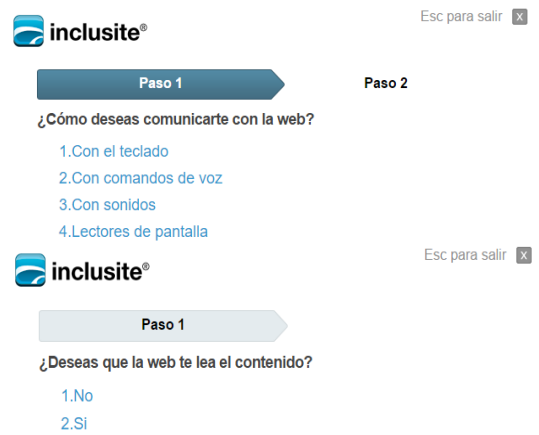 Esc para salir x
inclusite®
Paso 1 Paso 2
¿Cómo deseas comunicarte con la web?
1.Con el teclado
2.Con comandos de voz
3.Con sonidos
4.Lectores de pantalla
Esc para salir x
inclusite®
Paso 1
¿Deseas que la web te lea el contenido?
1.No
2.Si